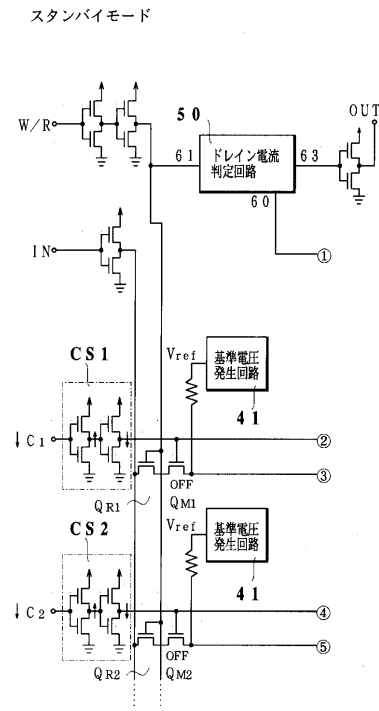 スタンバイモード
W/R
50
OUT
61
ドレイン電流
判定回路
63
60
①
IN
CS1
Vref
基準電圧
発生回路
41
↓C1
②
③
OFF
QR1
QM1
CS2
Vref
基準電圧
発生回路
41
↓C2
④
⑤
OFF
QR2
QM2